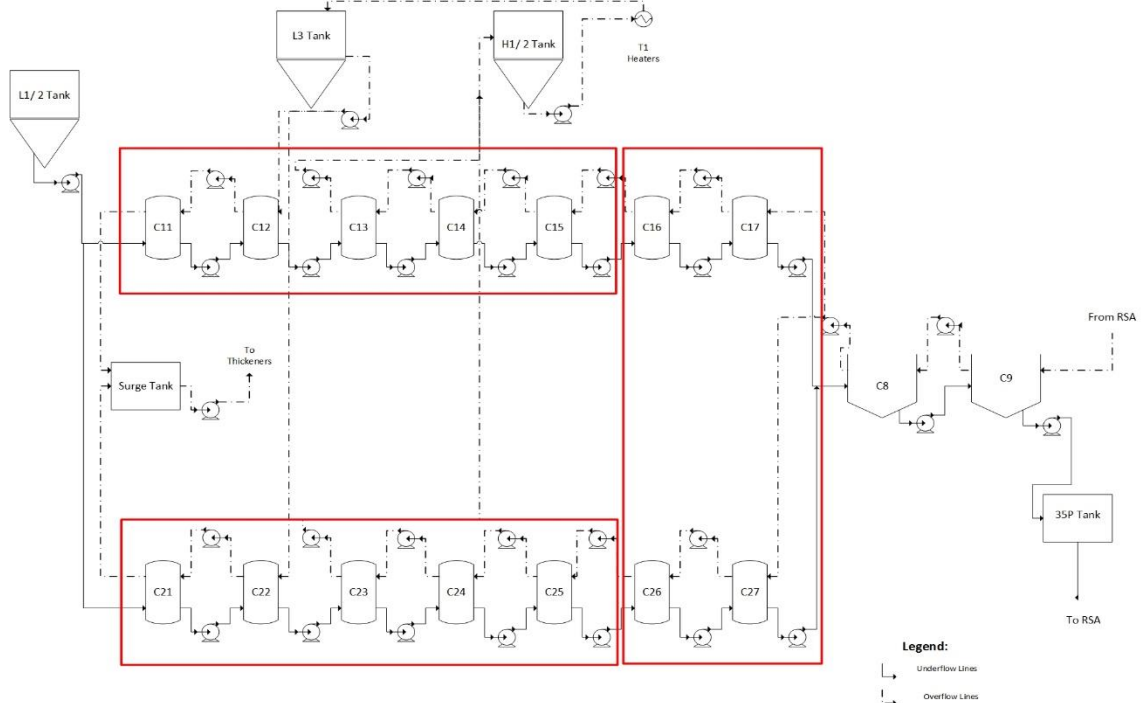 L3 Tank
H1/ 2 Tank
T1
Heaters
L1/ 2 Tank
C11
C12
C13
C14
C15
C16
C17
From RSA
To
Thickeners
Surge Tank
C8
C9
35P Tank
C21
C22
C23
C24
C25
C26
C27
To RSA
Legend:
Underflow Lines
Overflow Lines